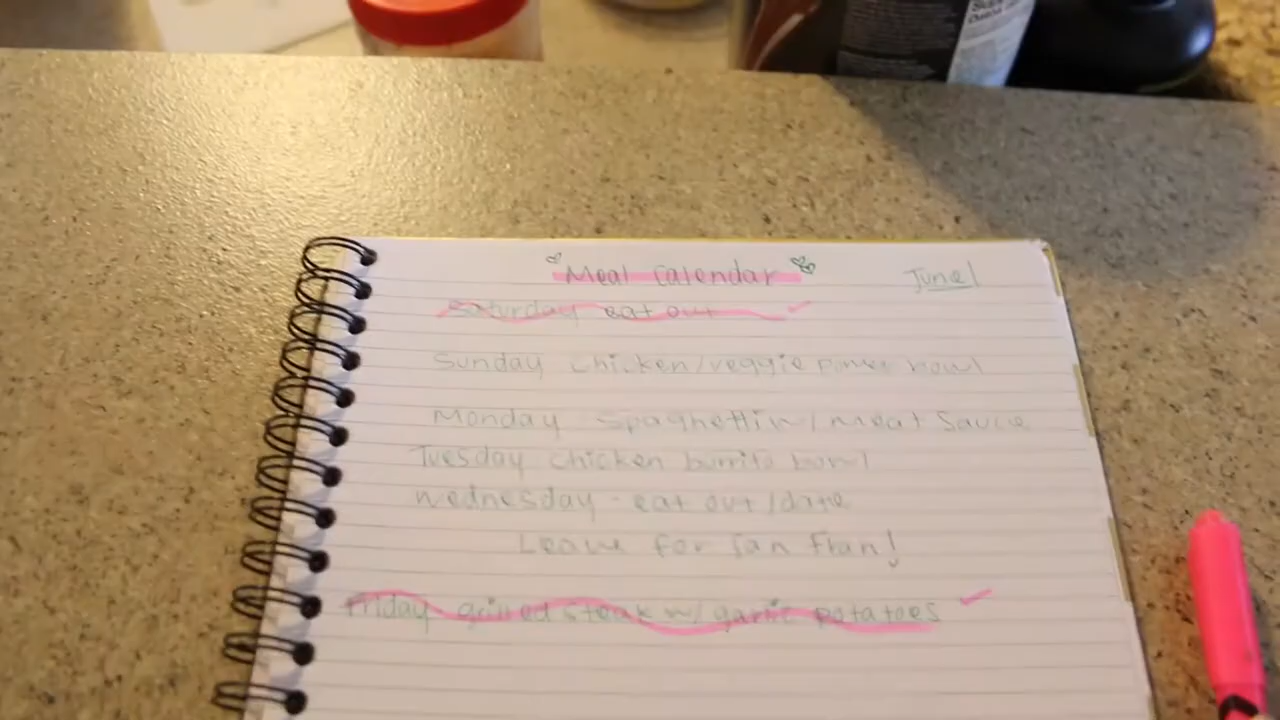 Meal Calendar
June 1
Saturday eat out
Sunday chicken/veggie power bowl
Monday Spaghetti w/ meat sauce
Tuesday chicken burrito bowl
Wednesday - eat out /date
Leave for San Fran!
Friday grilled steak w/ garlic potatoes